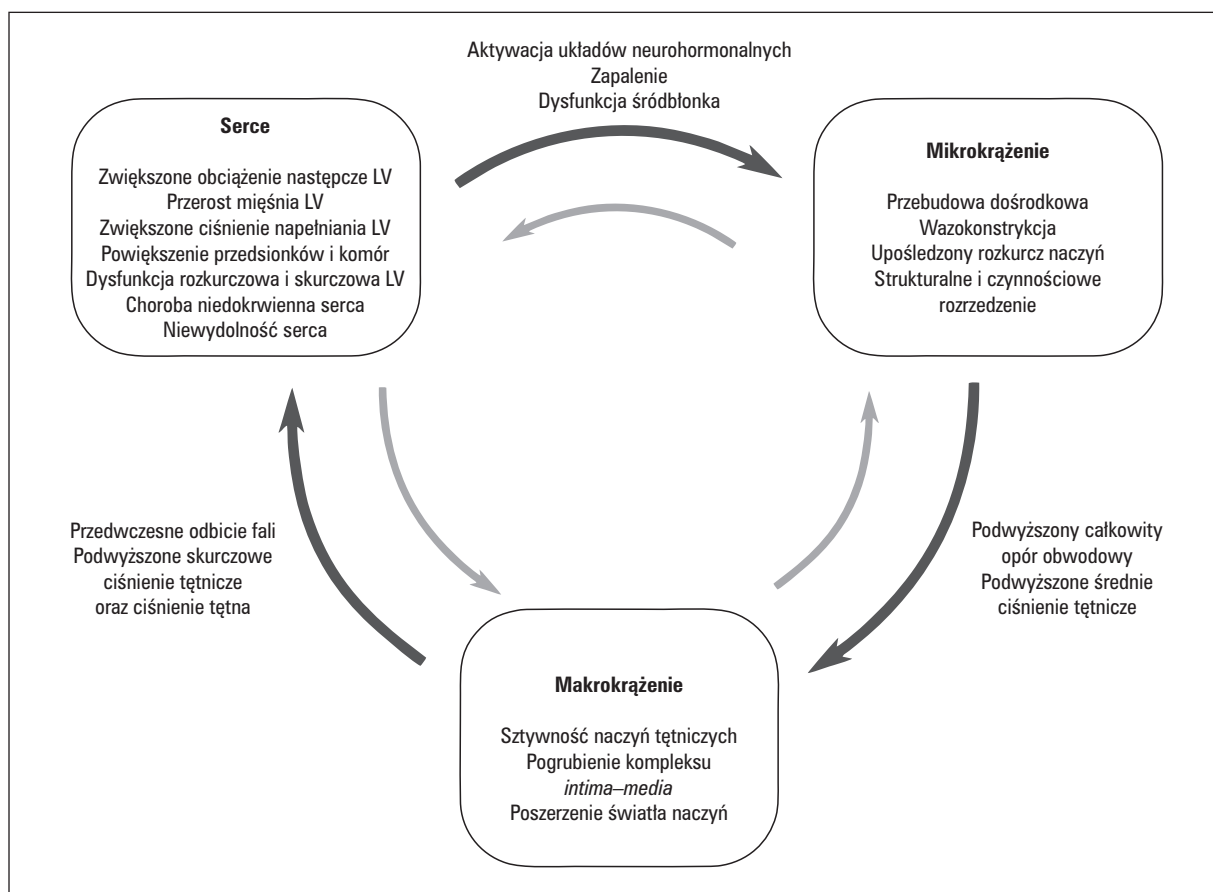 Aktywacja układów neurohormonalnych
Zapalenie
Dysfunkcja śródbłonka
Serce
Zwiększone obciążenie następcze LV
Przerost mięśnia LV
Zwiększone ciśnienie napełniania LV
Powiększenie przedsionków i komór
Dysfunkcja rozkurczowa i skurczowa LV
Choroba niedokrwienna serca
Niewydolność serca
Mikrokrążenie
Przebudowa dośrodkowa
Wazokonstrykcja
Upośledzony rozkurcz naczyń
Strukturalne i czynnościowe
rozrzedzenie
Przedwczesne odbicie fali
Podwyższone skurczowe
ciśnienie tętnicze
oraz ciśnienie tętna
Podwyższony całkowity
opór obwodowy
Podwyższone średnie
ciśnienie tętnicze
Makrokrążenie
Sztywność naczyń tętniczych
Pogrubienie kompleksu
intima–media
Poszerzenie światła naczyń